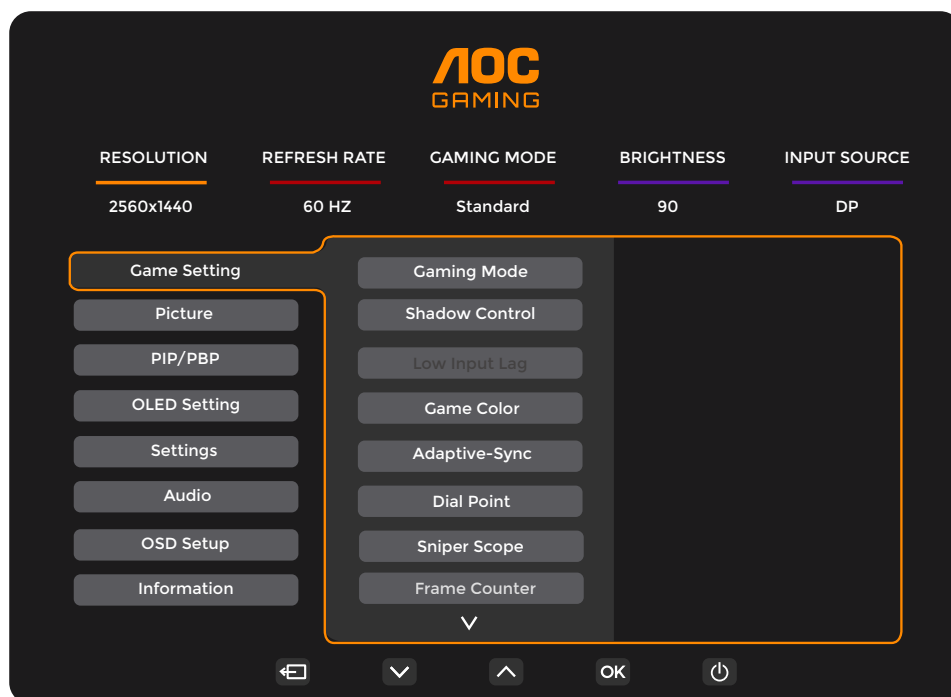 AOC
GAMING
RESOLUTION REFRESH RATE GAMING MODE BRIGHTNESS INPUT SOURCE
2560x1440 60 HZ Standard 90 DP
Game Setting
Picture
PIP/PBP
OLED Setting
Settings
Audio
OSD Setup
Information
Gaming Mode
Shadow Control
Low Input Lag
Game Color
Adaptive-Sync
Dial Point
Sniper Scope
Frame Counter
OK